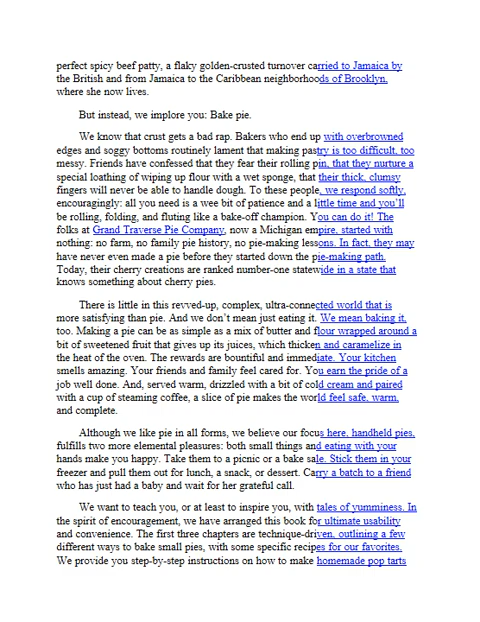 perfect spicy beef patty, a flaky golden-crusted turnover carried to Jamaica by
the British and from Jamaica to the Caribbean neighborhoods of Brooklyn,
where she now lives.
But instead, we implore you: Bake pie.
We know that crust gets a bad rap. Bakers who end up with overbrowned
edges and soggy bottoms routinely lament that making pastry is too difficult, too
messy. Friends have confessed that they fear their rolling pin, that they nurture a
special loathing of wiping up flour with a wet sponge, that their thick, clumsy
fingers will never be able to handle dough. To these people, we respond softly,
encouragingly: all you need is a wee bit of patience and a little time and you'll
be rolling, folding, and fluting like a bake-off champion. You can do it! The
folks at Grand Traverse Pie Company, now a Michigan empire, started with
nothing: no farm, no family pie history, no pie-making lessons. In fact, they may
have never even made a pie before they started down the pie-making path.
Today, their cherry creations are ranked number-one statewide in a state that
knows something about cherry pies.
There is little in this revved-up, complex, ultra-connected world that is
more satisfying than pie. And we don't mean just eating it. We mean baking it,
too. Making a pie can be as simple as a mix of butter and flour wrapped around a
bit of sweetened fruit that gives up its juices, which thicken and caramelize in
the heat of the oven. The rewards are bountiful and immediate. Your kitchen
smells amazing. Your friends and family feel cared for. You earn the pride of a
job well done. And, served warm, drizzled with a bit of cold cream and paired
with a cup of steaming coffee, a slice of pie makes the world feel safe, warm,
and complete.
Although we like pie in all forms, we believe our focus here, handheld pies,
fulfills two more elemental pleasures: both small things and eating with your
hands make you happy. Take them to a picnic or a bake sale. Stick them in your
freezer and pull them out for lunch, a snack, or dessert. Carry a batch to a friend
who has just had a baby and wait for her grateful call.
We want to teach you, or at least to inspire you, with tales of yumminess. In
the spirit of encouragement, we have arranged this book for ultimate usability
and convenience. The first three chapters are technique-driven, outlining a few
different ways to bake small pies, with some specific recipes for our favorites.
We provide you step-by-step instructions on how to make homemade pop tarts